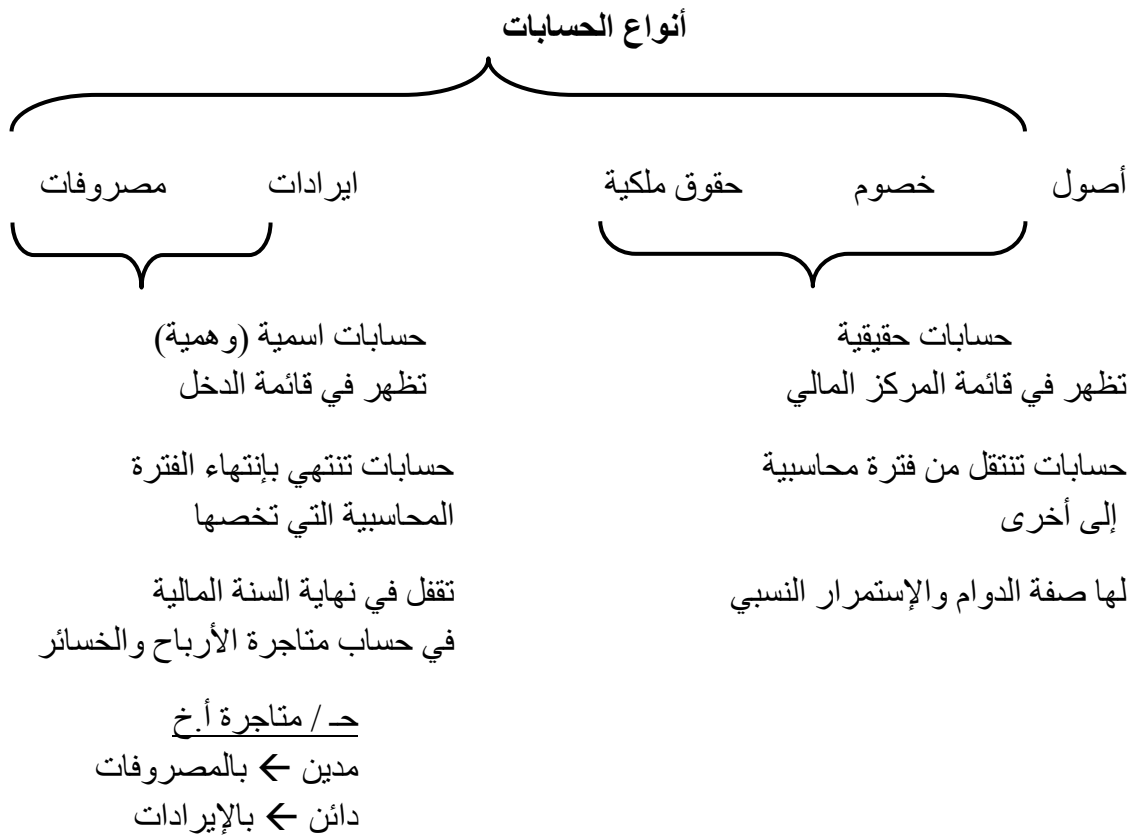 أنواع الحسابات
أصول خصوم حقوق ملكية ايرادات مصروفات
حسابات حقيقية
تظهر في قائمة المركز المالي
حسابات تنتقل من فترة محاسبية
إلى أخرى
لها صفة الدوام والإستمرار النسبي
حسابات اسمية (وهمية)
تظهر في قائمة الدخل
حسابات تنتهي بإنتهاء الفترة
المحاسبية التي تخصها
تقفل في نهاية السنة المالية
في حساب متاجرة الأرباح والخسائر
حـ / متاجرة أ.خ
مدين ← بالمصروفات
دائن ← بالإيرادات